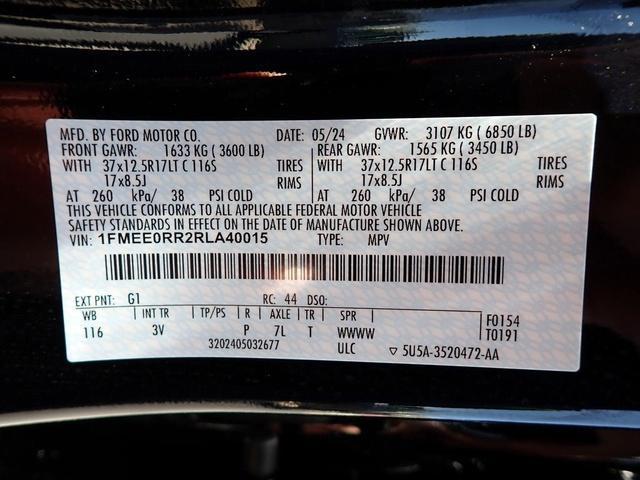 MFD. BY FORD MOTOR CO. DATE: 05/24 GVWR: 3107 KG ( 6850 LB)
FRONT GAWR: 1633 KG ( 3600 LB) REAR GAWR: 1565 KG ( 3450 LB)
WITH 37x12.5R17LT C 116S TIRES 37x12.5R17LT C 116S TIRES
17x8.5J RIMS 17x8.5J RIMS
AT 260 kPa/ 38 PSI COLD AT 260 kPa/ 38 PSI COLD
THIS VEHICLE CONFORMS TO ALL APPLICABLE FEDERAL MOTOR VEHICLE
SAFETY STANDARDS IN EFFECT ON THE DATE OF MANUFACTURE SHOWN ABOVE.
VIN: 1FMEE0RR2RLA40015 TYPE: MPV
EXT PNT: G1 RC: 44 DSO:
WB INT TR TP/PS R AXLE TR SPR F0154
116 3V P 7L T WWWW T0191
3202405032677 ULC ▽ 5U5A-3520472-AA